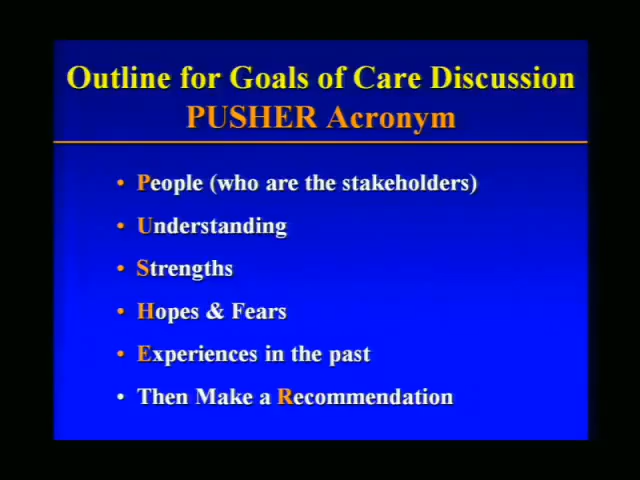 Outline for Goals of Care Discussion
PUSHER Acronym
• People (who are the stakeholders)
• Understanding
• Strengths
• Hopes & Fears
• Experiences in the past
• Then Make a Recommendation